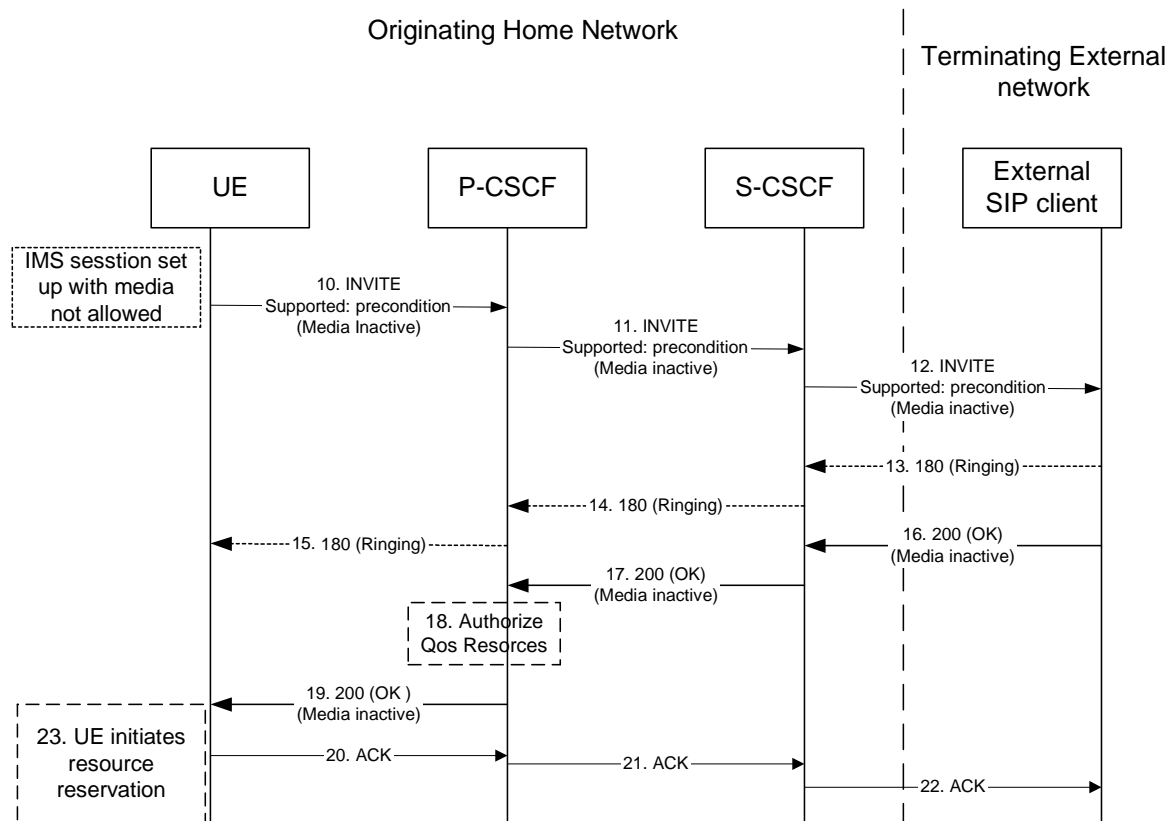 Originating Home Network
Terminating External
network
UE
P-CSCF
S-CSCF
External
SIP client
IMS sesstion set
up with media
not allowed
10. INVITE
Supported: precondition
(Media Inactive)
11. INVITE
Supported: precondition
(Media inactive)
12. INVITE
Supported: precondition
(Media inactive)
13. 180 (Ringing)
14. 180 (Ringing)
15. 180 (Ringing)
16. 200 (OK)
(Media inactive)
17. 200 (OK)
(Media inactive)
18. Authorize
Qos Resorces
19. 200 (OK )
(Media inactive)
23. UE initiates
resource
reservation
20. ACK
21. ACK
22. ACK